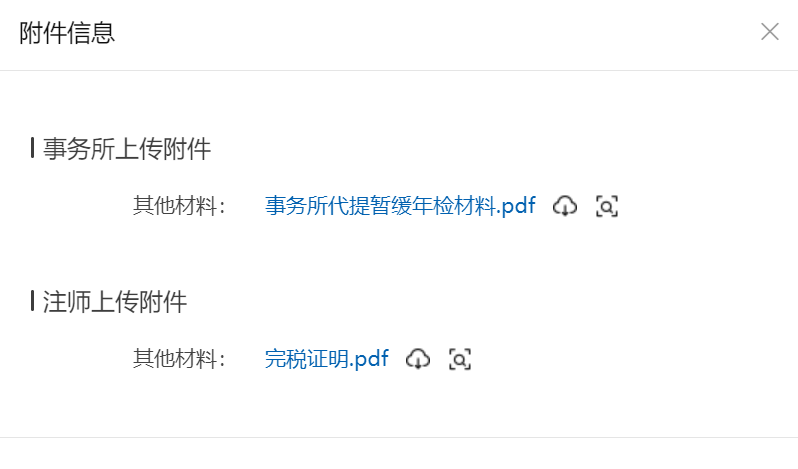 附件信息
事务所上传附件
其他材料： 事务所代提暂缓年检材料.pdf
注师上传附件
其他材料： 完税证明.pdf